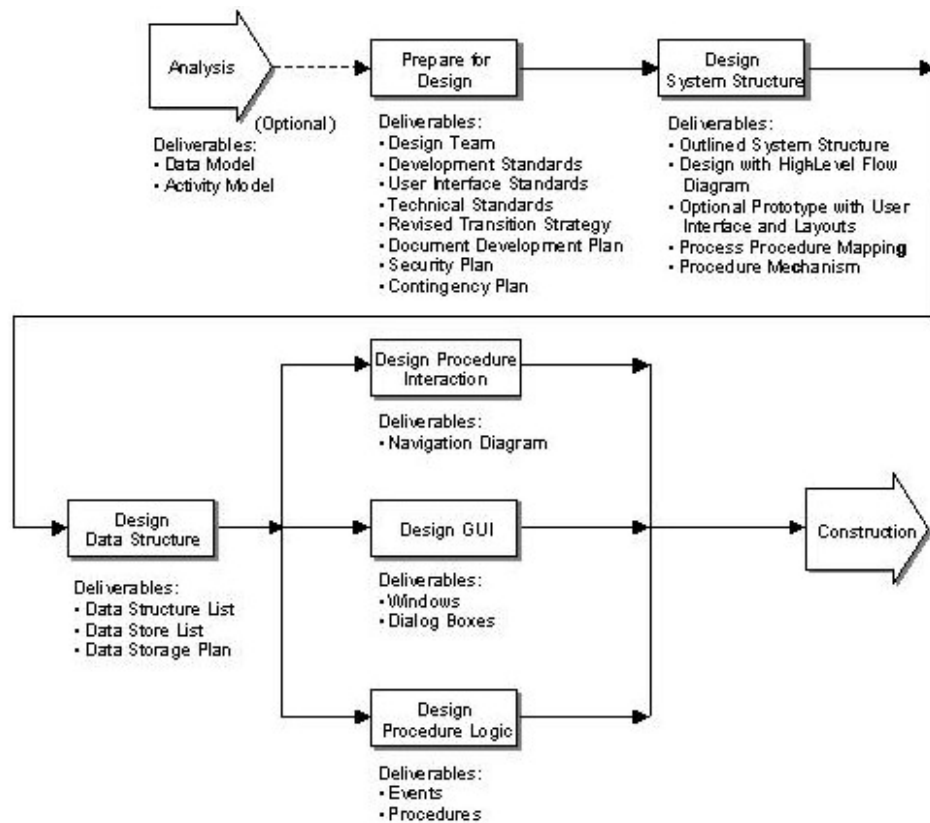 Analysis
(Optional)
Deliverables:
• Data Model
• Activity Model
Prepare for
Design
Deliverables:
• Design Team
• Development Standards
• User Interface Standards
• Technical Standards
• Revised Transition Strategy
• Document Development Plan
• Security Plan
• Contingency Plan
Design
System Structure
Deliverables:
• Outlined System Structure
• Design with HighLevel Flow
Diagram
• Optional Prototype with User
Interface and Layouts
• Process Procedure Mapping
• Procedure Mechanism
Design
Data Structure
Deliverables:
• Data Structure List
• Data Store List
• Data Storage Plan
Design Procedure
Interaction
Deliverables:
• Navigation Diagram
Design GUI
Deliverables:
• Windows
• Dialog Boxes
Design
Procedure Logic
Deliverables:
• Events
• Procedures
Construction